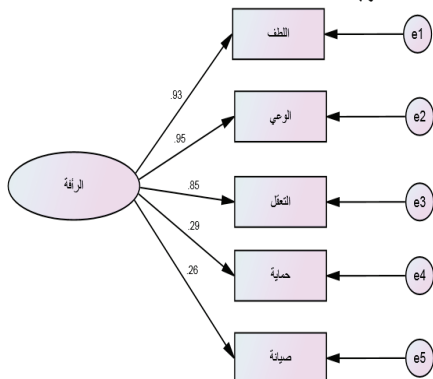 اللطف
e1
.93
الوعي
e2
.95
الرأفة
التعقل
e3
.85
.29
حماية
e4
.26
صيانة
e5